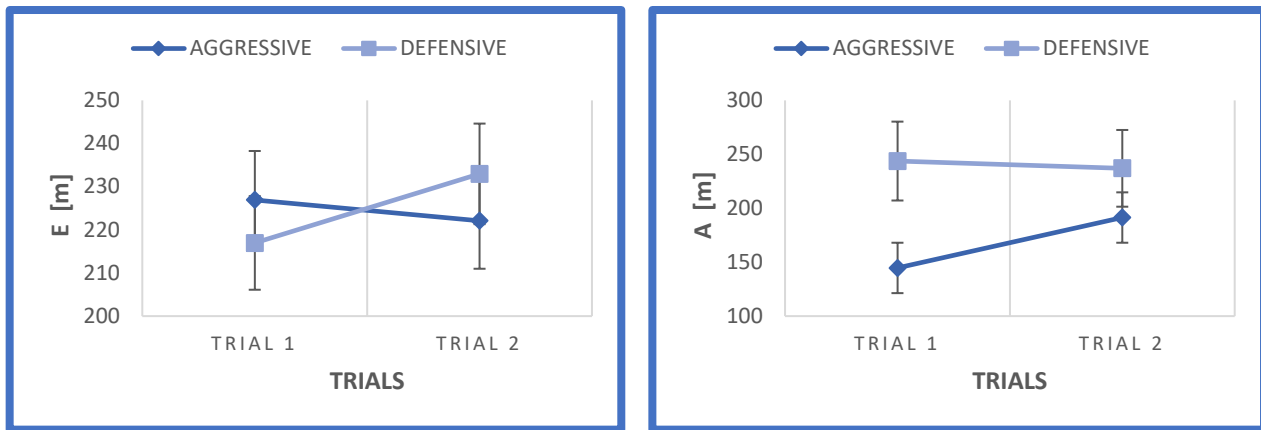 AGGRESSIVE DEFENSIVE
250
240
230
220
210
200
E [m]
TRIAL 1 TRIAL 2
TRIALS
AGGRESSIVE DEFENSIVE
300
250
200
150
100
A [m]
TRIAL 1 TRIAL 2
TRIALS